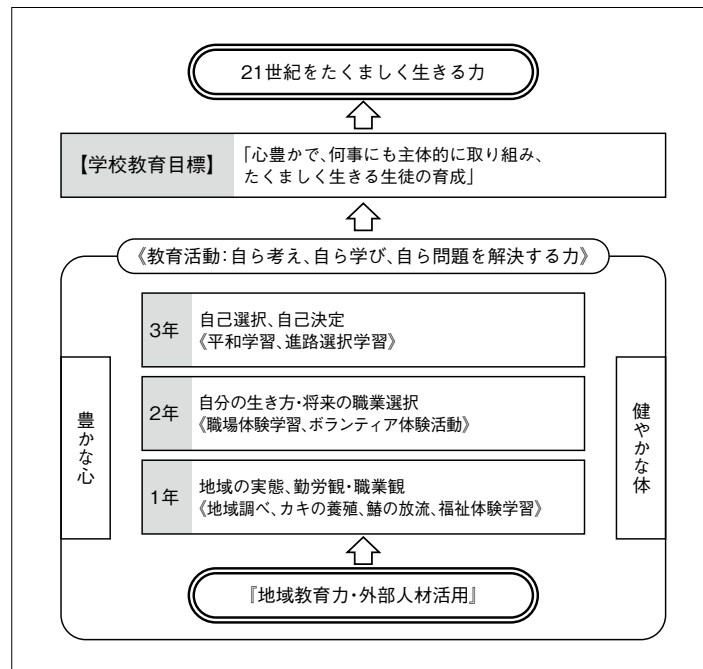 21世紀をたくましく生きる力
【学校教育目標】
「心豊かで、何事にも主体的に取り組み、
たくましく生きる生徒の育成」
《教育活動：自ら考え、自ら学び、自ら問題を解決する力》
3年
自己選択、自己決定
《平和学習、進路選択学習》
2年
自分の生き方・将来の職業選択
《職場体験学習、ボランティア体験活動》
1年
地域の実態、勤労観・職業観
《地域調べ、カキの養殖、鰆の放流、福祉体験学習》
豊かな心
健やかな体
『地域教育力・外部人材活用』